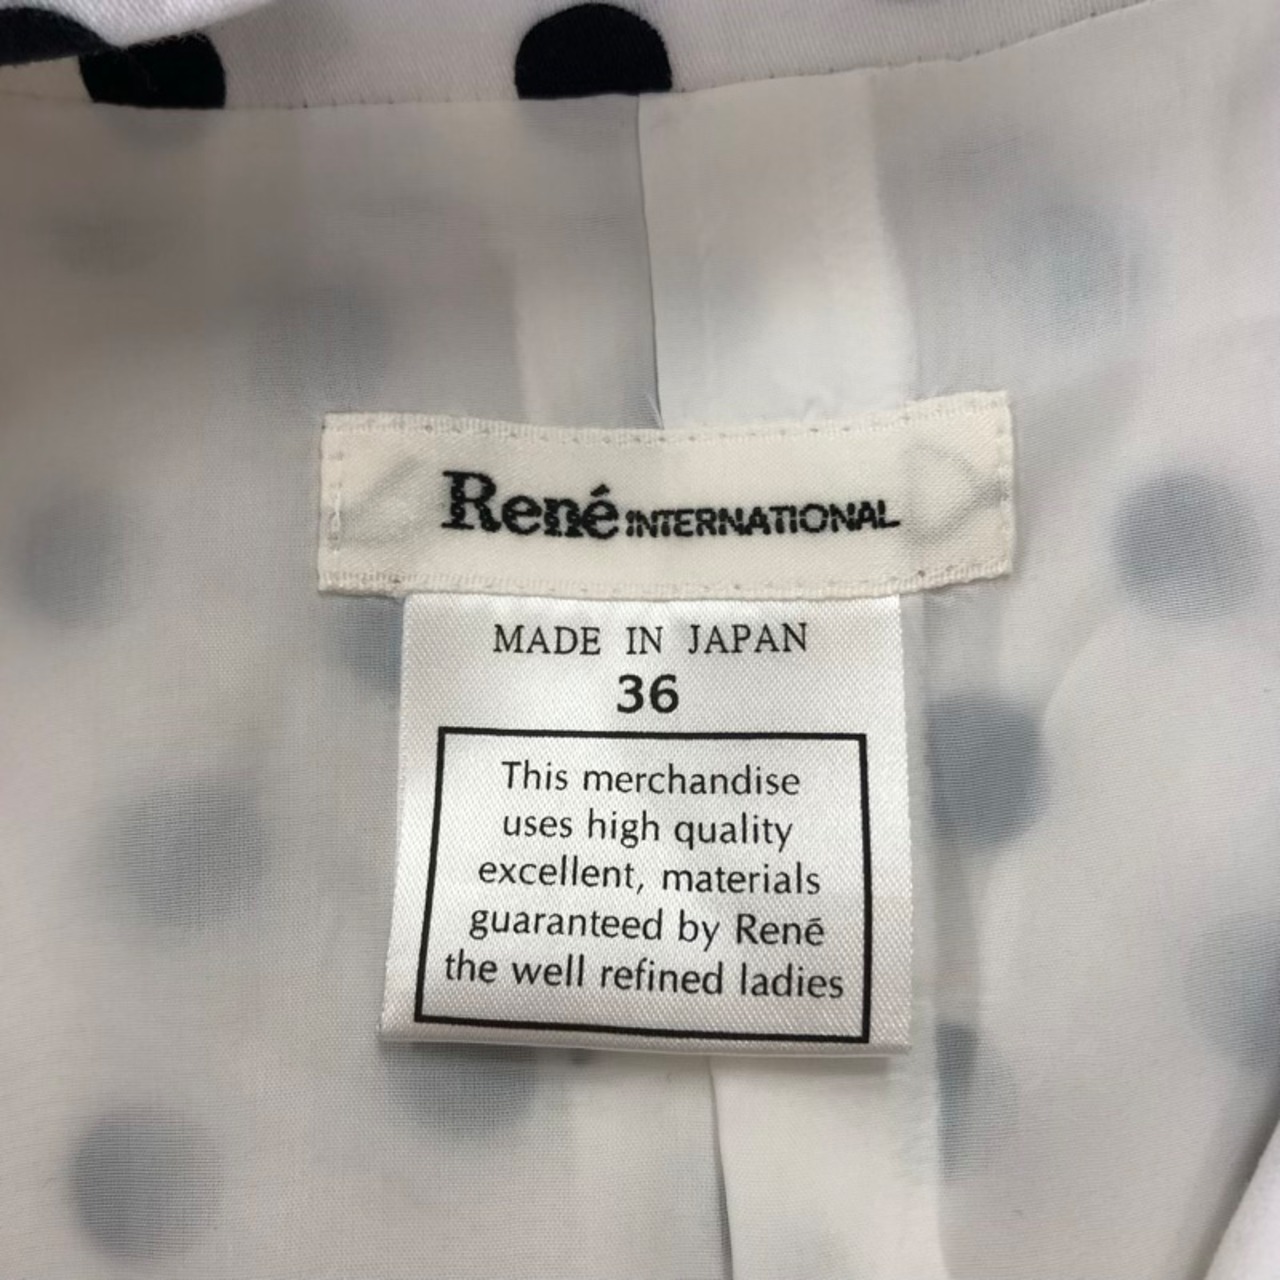 René INTERNATIONAL
MADE IN JAPAN
36
This merchandise
uses high quality
excellent, materials
guaranteed by René
the well refined ladies